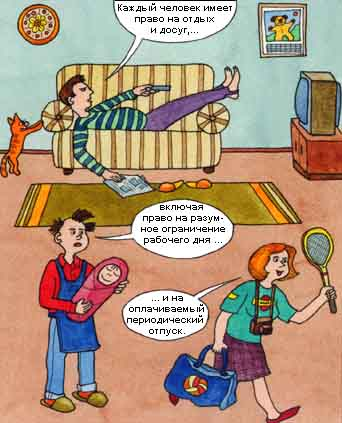 Каждый человек имеет
право на отдых
и досуг,...
включая
право на разум-
ное ограничение
рабочего дня ...
... и на
оплачиваемый
периодический
отпуск.